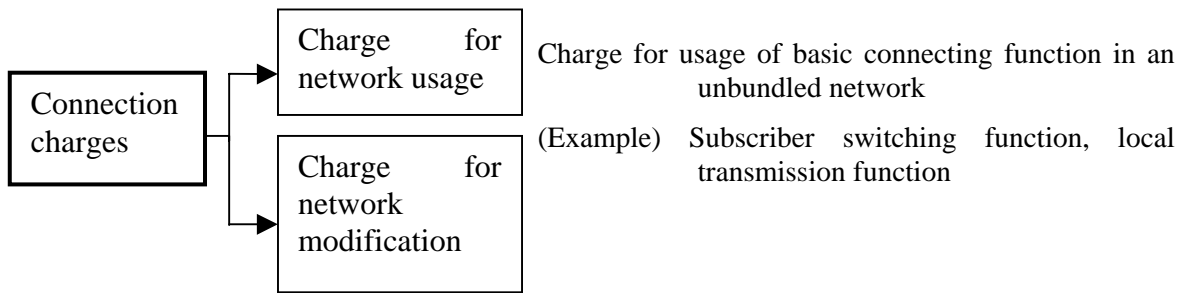 Connection
charges
Charge for
network usage
Charge for
network
modification
Charge for usage of basic connecting function in an
unbundled network
(Example) Subscriber switching function, local
transmission function